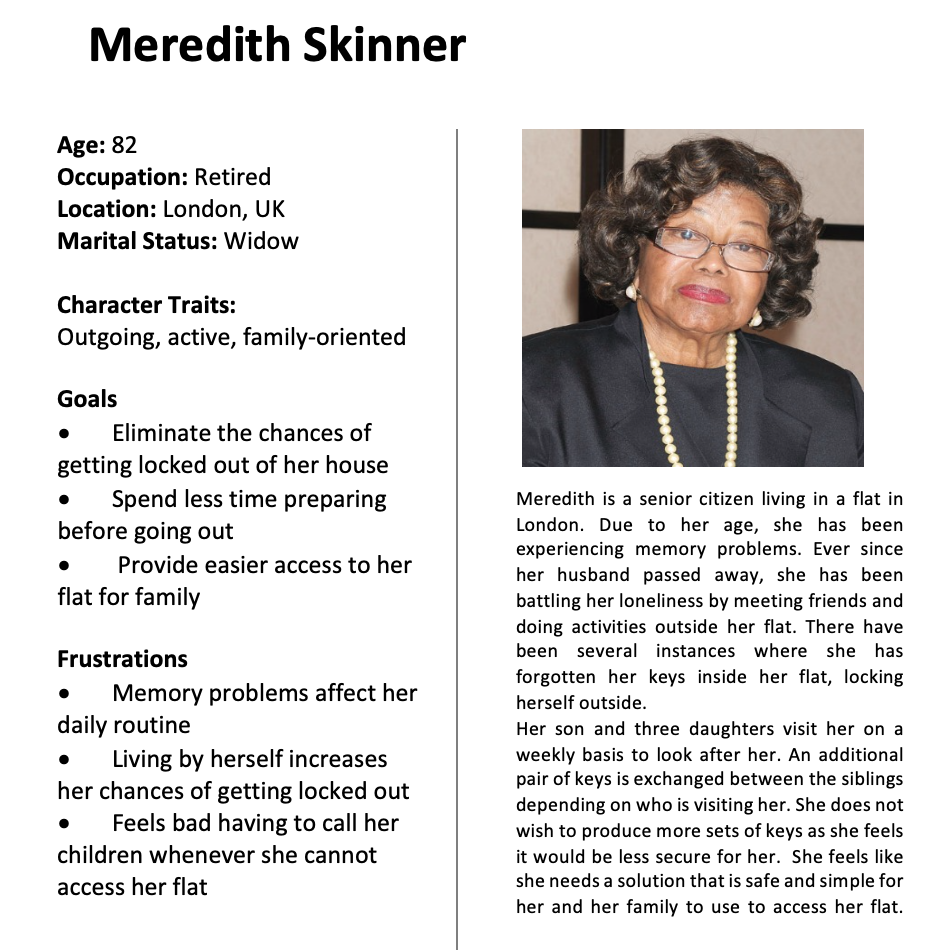 Meredith Skinner
Age: 82
Occupation: Retired
Location: London, UK
Marital Status: Widow
Character Traits:
Outgoing, active, family-oriented
Goals
• Eliminate the chances of
getting locked out of her house
• Spend less time preparing
before going out
• Provide easier access to her
flat for family
Frustrations
• Memory problems affect her
daily routine
• Living by herself increases
her chances of getting locked out
• Feels bad having to call her
children whenever she cannot
access her flat
Meredith is a senior citizen living in a flat in
London. Due to her age, she has been
experiencing memory problems. Ever since
her husband passed away, she has been
battling her loneliness by meeting friends and
doing activities outside her flat. There have
been several instances where she has
forgotten her keys inside her flat, locking
herself outside.
Her son and three daughters visit her on a
weekly basis to look after her. An additional
pair of keys is exchanged between the siblings
depending on who is visiting her. She does not
wish to produce more sets of keys as she feels
it would be less secure for her. She feels like
she needs a solution that is safe and simple for
her and her family to use to access her flat.